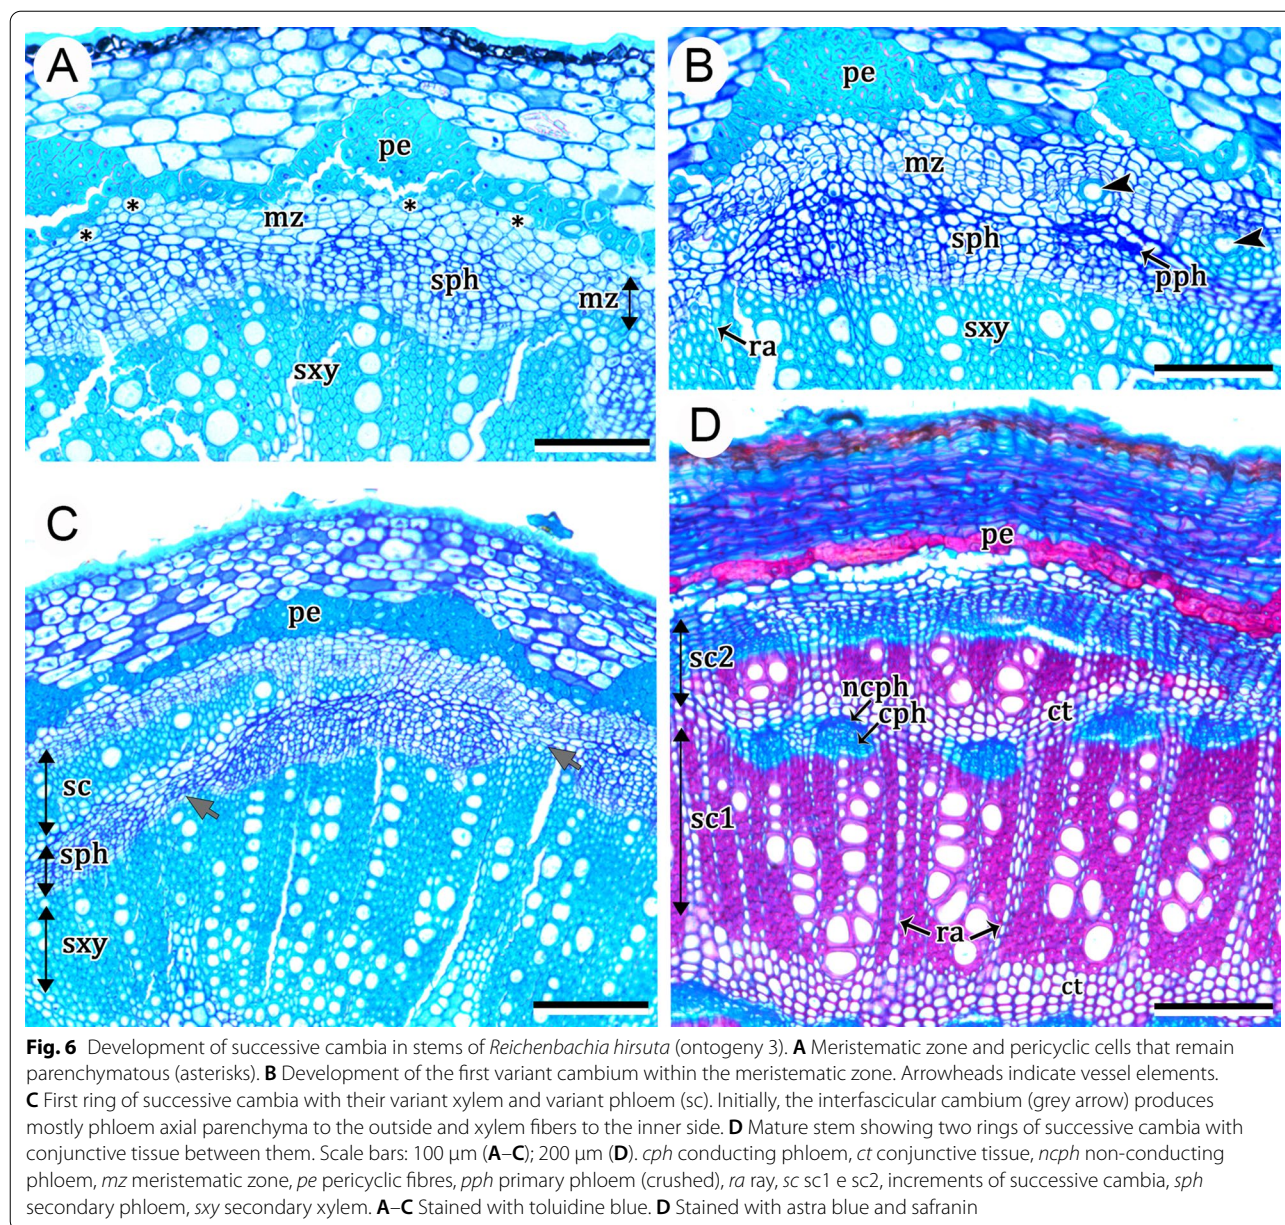 A
pe
*
*
*
*
mz
sph
mz
sxy
B
pe
mz
sph
pph
ra
sxy
C
pe
sc
sph
sxy
D
pe
sc2
ncph
cph
ct
sc1
ra
ct
Fig. 6 Development of successive cambia in stems of Reichenbachia hirsuta (ontogeny 3). A Meristematic zone and pericyclic cells that remain
parenchymatous (asterisks). B Development of the first variant cambium within the meristematic zone. Arrowheads indicate vessel elements.
C First ring of successive cambia with their variant xylem and variant phloem (sc). Initially, the interfascicular cambium (grey arrow) produces
mostly phloem axial parenchyma to the outside and xylem fibers to the inner side. D Mature stem showing two rings of successive cambia with
conjunctive tissue between them. Scale bars: 100 µm (A–C); 200 µm (D). cph conducting phloem, ct conjunctive tissue, ncph non-conducting
phloem, mz meristematic zone, pe pericyclic fibres, pph primary phloem (crushed), ra ray, sc sc1 e sc2, increments of successive cambia, sph
secondary phloem, sxy secondary xylem. A–C Stained with toluidine blue. D Stained with astra blue and safranin